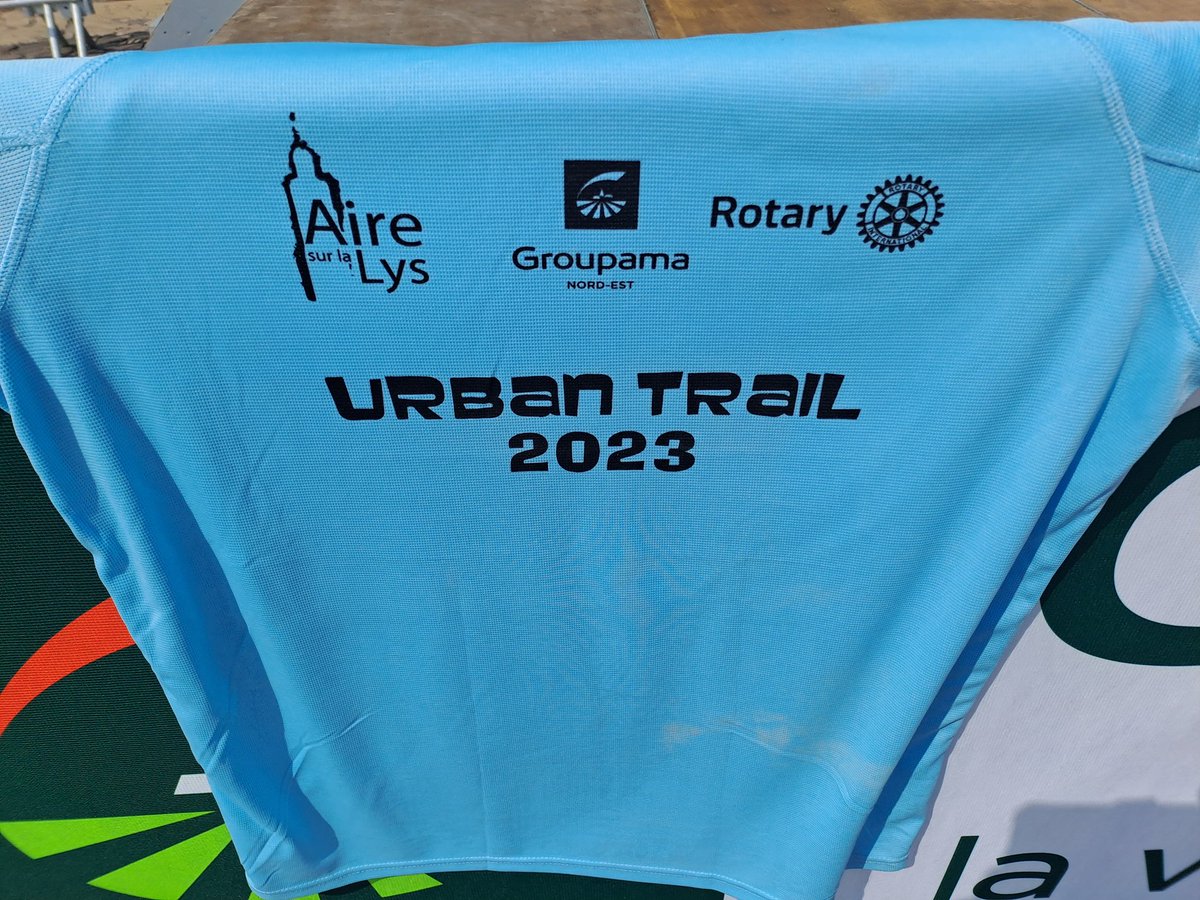 Aire
sur la
Lys
Groupama
NORD-EST
Rotary
ROTARY
INTERNATIONAL
URBAN TRAIL
2023
la v